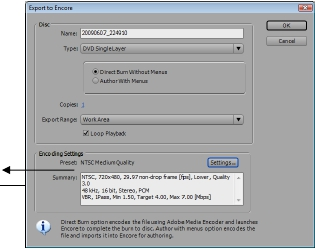 Export to Encore
Disc
Name: 20090607_224910
Type: DVD SingleLayer
Direct Burn Without Menus
Author With Menus
Copies: 1
Export Range: Work Area
Loop Playback
OK
Cancel
Encoding Settings
Preset: NTSC Medium Quality
Settings...
Summary: NTSC, 720x480, 29.97 non-drop frame [fps], Lower, Quality
3.0
48 kHz, 16 bit, Stereo, PCM
VBR, 1Pass, Min 1.50, Target 4.00, Max 7.00 [Mbps]
Direct Burn option encodes the file using Adobe Media Encoder and launches
Encore to complete the burn to disc. Author with menus option encodes the
file and imports it into Encore for authoring.